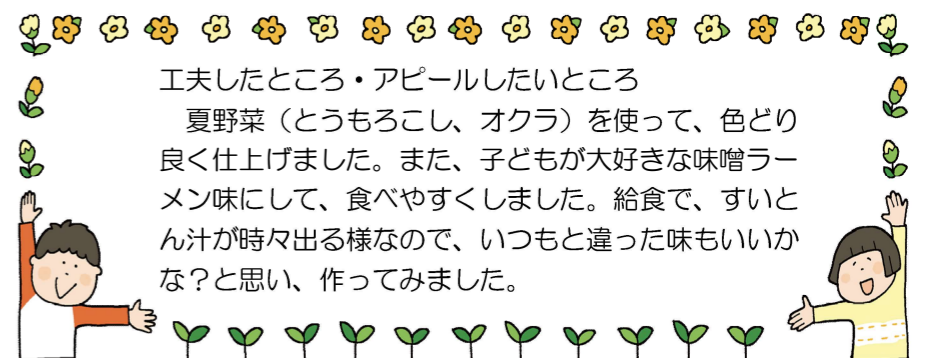 工夫したところ・アピールしたいところ
　夏野菜（とうもろこし、オクラ）を使って、色どり
良く仕上げました。また、子どもが大好きな味噌ラー
メン味にして、食べやすくしました。給食で、すいと
ん汁が時々出る様なので、いつもと違った味もいいか
な？と思い、作ってみました。